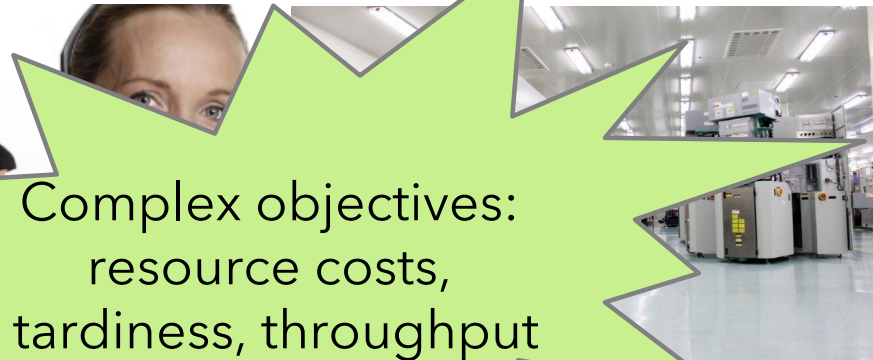 Complex objectives:
resource costs,
tardiness, throughput